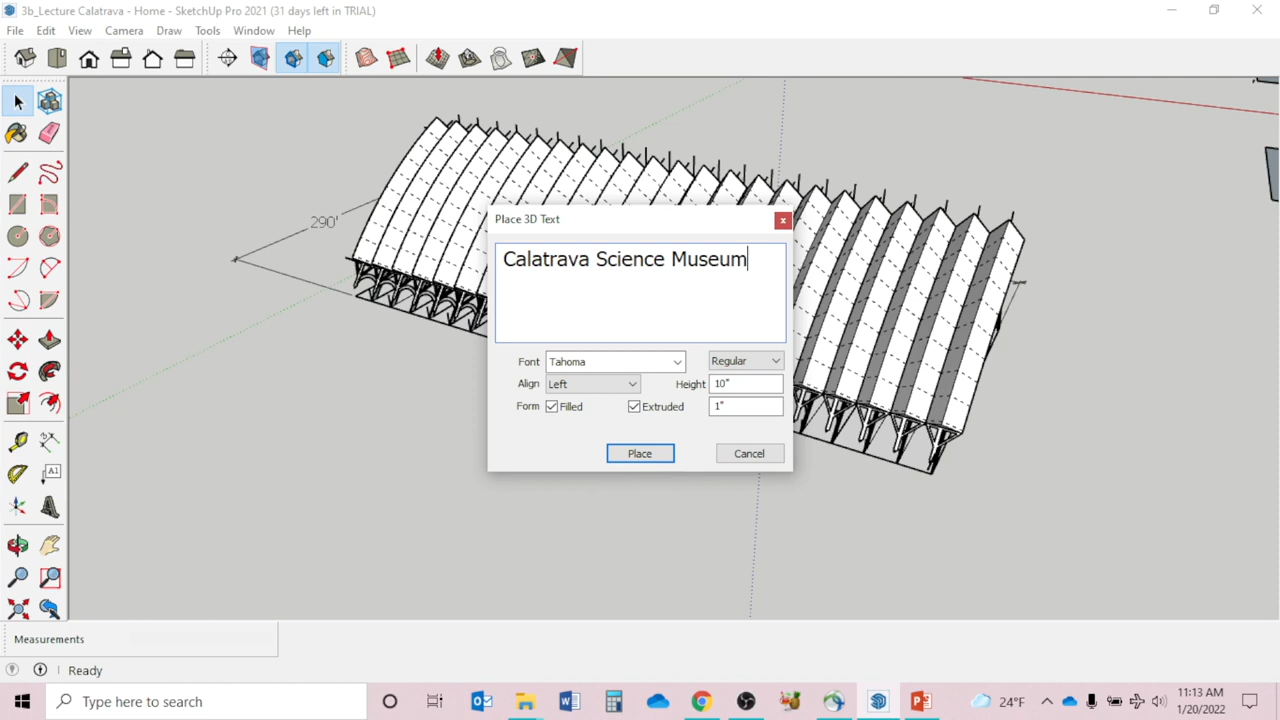 3b_Lecture Calatrava - Home - SketchUp Pro 2021 (31 days left in TRIAL)
File Edit View Camera Draw Tools Window Help
290'
Place 3D Text
Calatrava Science Museum
Font Tahoma Regular
Align Left Height 10"
Form Filled Extruded 1"
Place Cancel
A1
Measurements
Ready
Type here to search
24°F
11:13 AM
1/20/2022